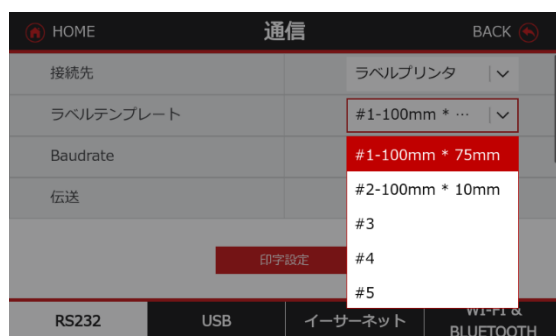 HOME 通信 BACK
接続先 ラベルプリンタ
ラベルテンプレート #1-100mm * …
Baudrate #1-100mm * 75mm
伝送 #2-100mm * 10mm
#3
印字設定 #4
#5
RS232 USB イーサーネット WI-FI &
BLUETOOTH